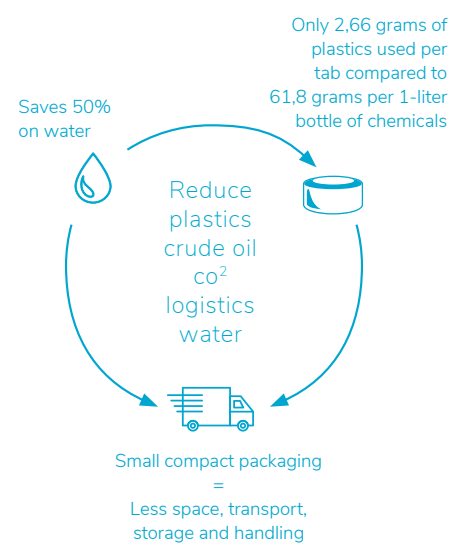 Only 2,66 grams of
plastics used per
tab compared to
61,8 grams per 1-liter
bottle of chemicals
Saves 50%
on water
Reduce
plastics
crude oil
co²
logistics
water
Small compact packaging
=
Less space, transport,
storage and handling